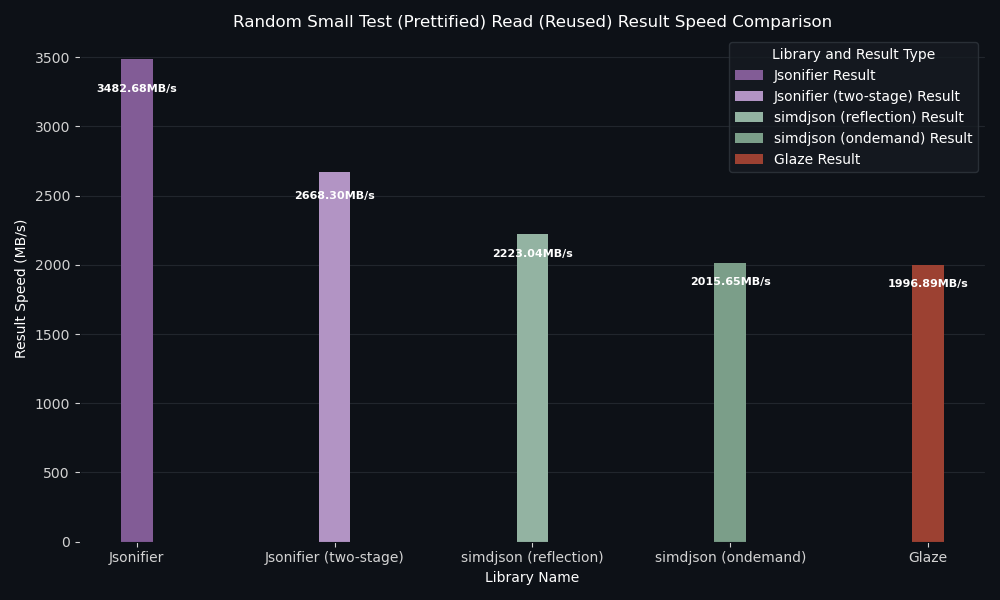 Random Small Test (Prettified) Read (Reused) Result Speed Comparison
Library and Result Type
Jsonifier Result
Jsonifier (two-stage) Result
simdjson (reflection) Result
simdjson (ondemand) Result
Glaze Result
Result Speed (MB/s)
3500
3000
2500
2000
1500
1000
500
0
3482.68MB/s
2668.30MB/s
2223.04MB/s
2015.65MB/s
1996.89MB/s
Jsonifier
Jsonifier (two-stage)
simdjson (reflection)
simdjson (ondemand)
Glaze
Library Name